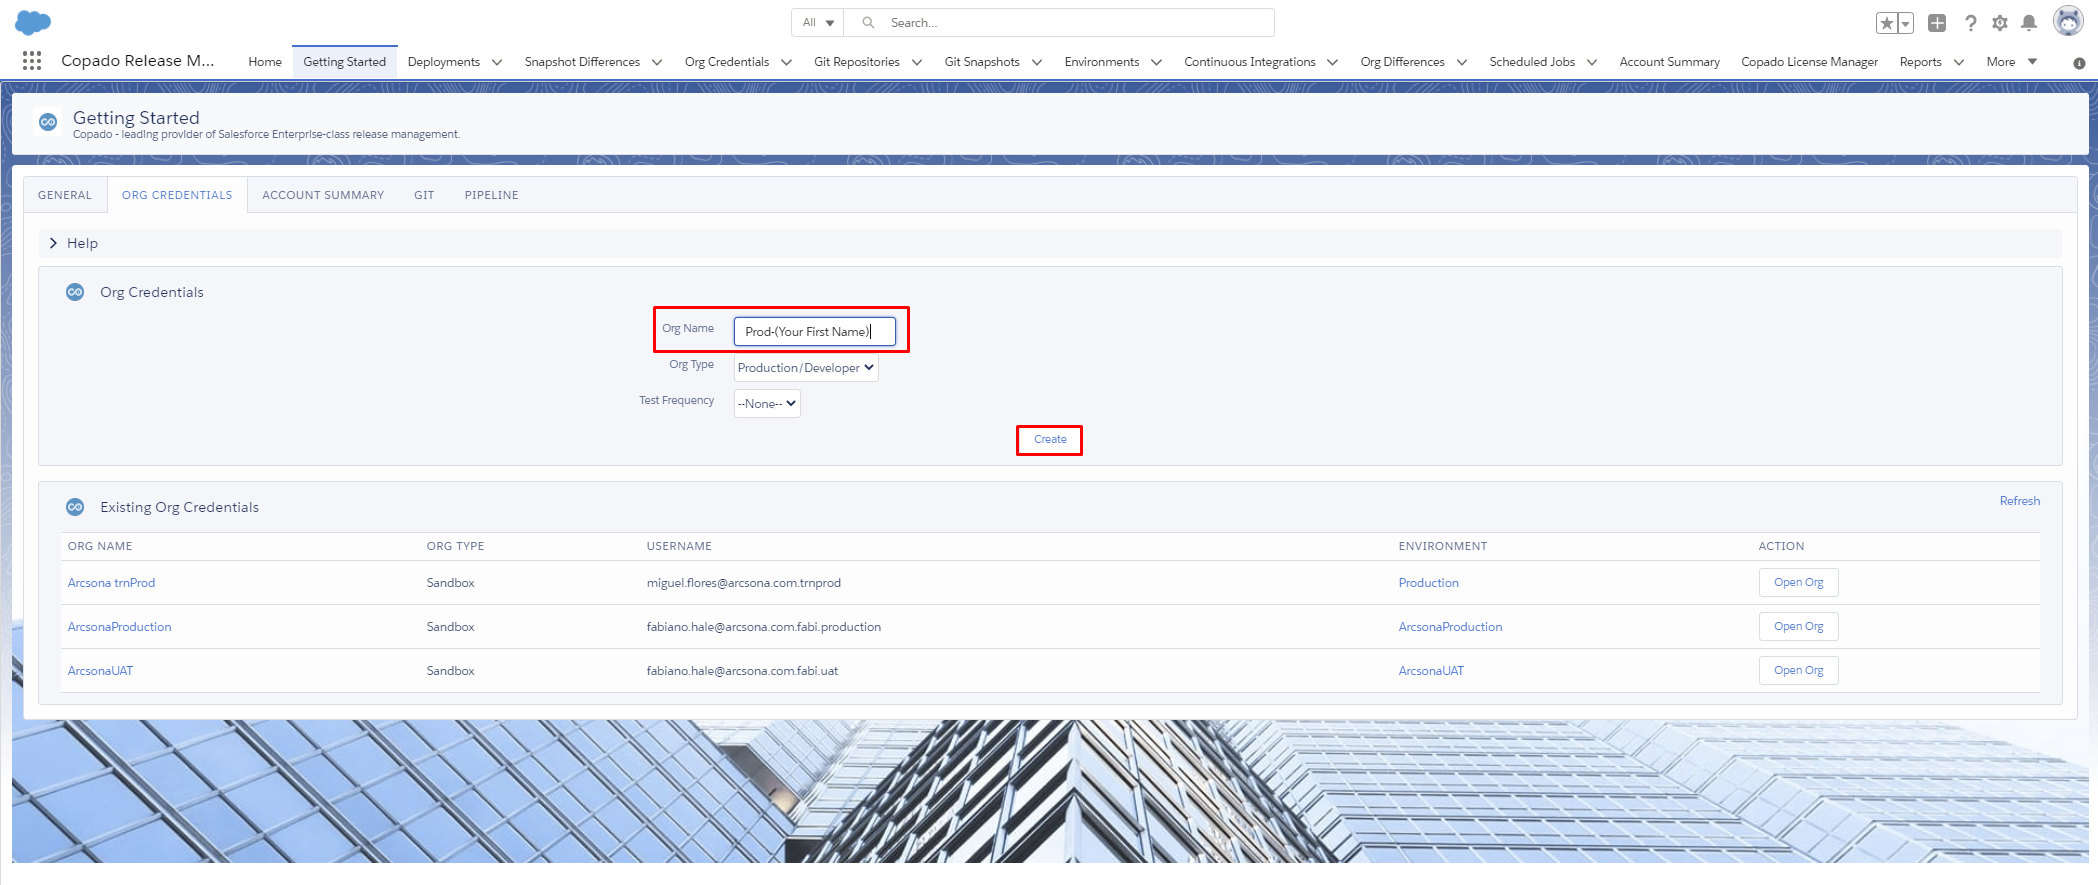 All Search...
Copado Release M... Home Getting Started Deployments Snapshot Differences Org Credentials Git Repositories Git Snapshots Environments Continuous Integrations Org Differences Scheduled Jobs Account Summary Copado License Manager Reports More
Getting Started
Copado - leading provider of Salesforce Enterprise-class release management.
GENERAL ORG CREDENTIALS ACCOUNT SUMMARY GIT PIPELINE
Help
Org Credentials
Org Name Prod-(Your First Name)
Org Type Production/Developer
Test Frequency --None--
Create
Existing Org Credentials Refresh
ORG NAME ORG TYPE USERNAME ENVIRONMENT ACTION
Arcsona trnProd Sandbox miguel.flores@arcsona.com.trnprod Production Open Org
ArcsonaProduction Sandbox fabiano.hale@arcsona.com.fabi.production ArcsonaProduction Open Org
ArcsonaUAT Sandbox fabiano.hale@arcsona.com.fabi.uat ArcsonaUAT Open Org